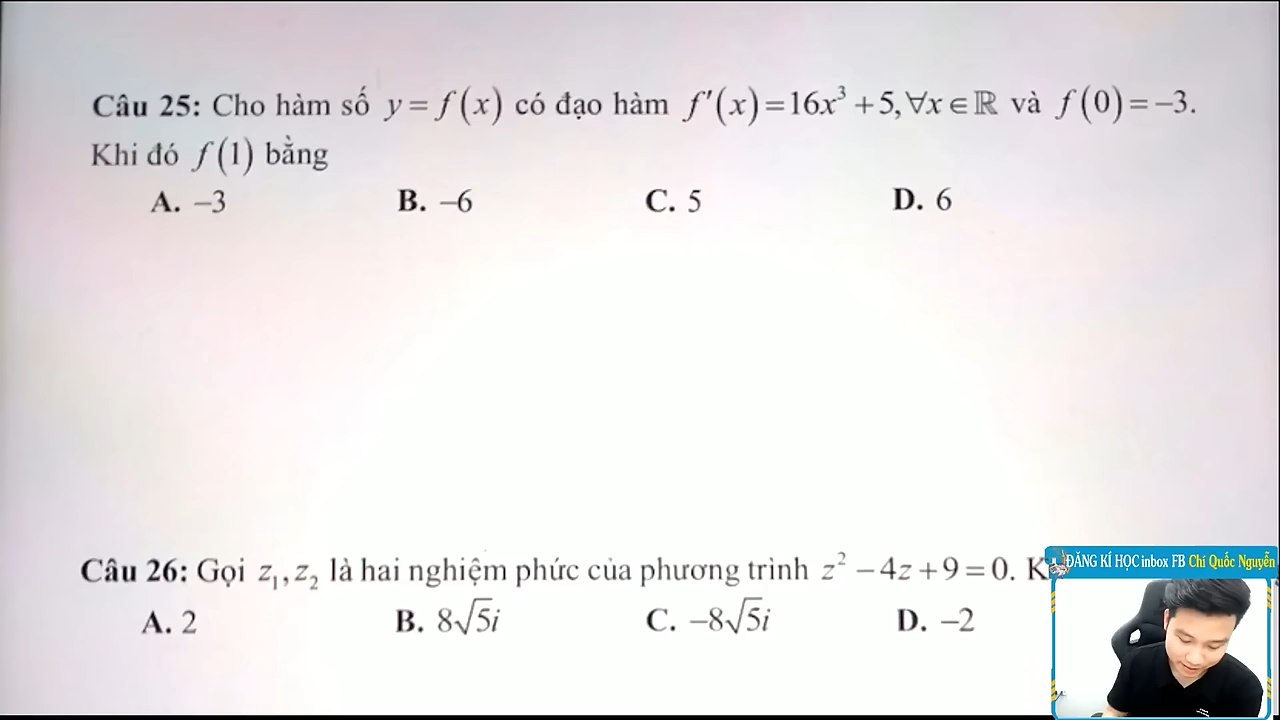 Câu 25: Cho hàm số y = f(x) có đạo hàm f′(x) = 16x³ + 5, ∀x ∈ ℝ và f(0) = −3.
Khi đó f(1) bằng
A. −3 B. −6 C. 5 D. 6
Câu 26: Gọi z₁, z₂ là hai nghiệm phức của phương trình z² − 4z + 9 = 0. K
A. 2 B. 8√5i C. −8√5i D. −2
ĐĂNG KÍ HỌC inbox FB Chí Quốc Nguyễn